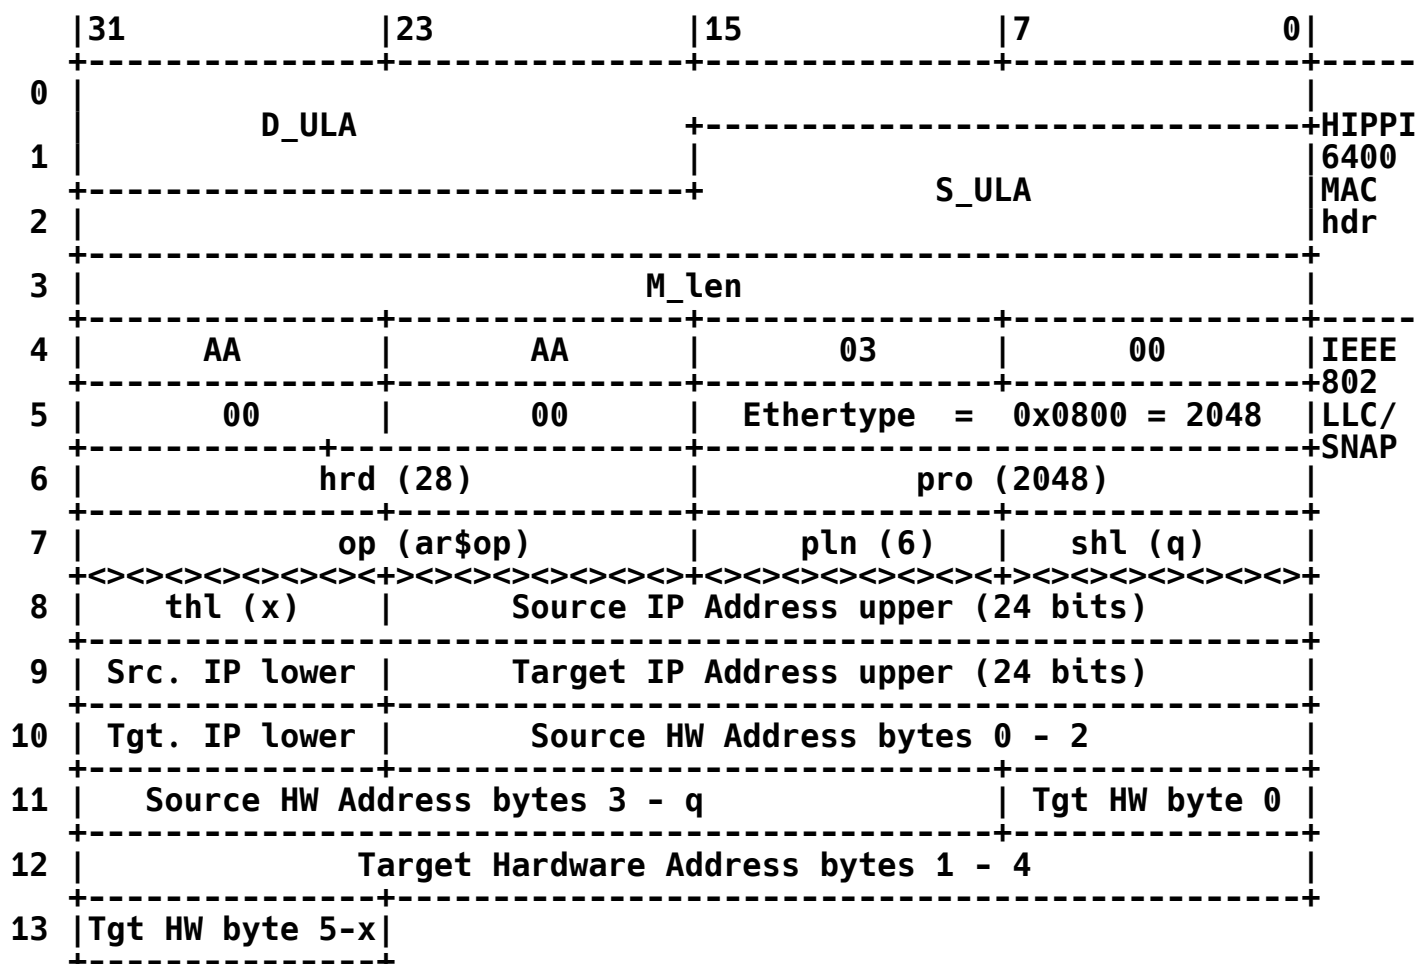 |31             |23             |15             |7             0|
+---------------+---------------+---------------+---------------+-----
0 |                                                               |
|         D_ULA                 +-------------------------------+HIPPI
1 |                               |                               |6400
+-------------------------------+            S_ULA              |MAC
2 |                                                               |hdr
+---------------------------------------------------------------+
3 |                             M_len                             |
+---------------+---------------+---------------+---------------+-----
4 |      AA       |       AA      |       03      |      00       |IEEE
+---------------+---------------+---------------+---------------+802
5 |       00      |       00      |  Ethertype  =  0x0800 = 2048  |LLC/
+------------+------------------+-------------------------------+SNAP
6 |            hrd (28)           |           pro (2048)          |
+---------------+---------------+---------------+---------------+
7 |             op (ar$op)        |     pln (6)   |   shl (q)     |
+<><><><><><><><+><><><><><><><>+<><><><><><><><+><><><><><><><>+
8 |    thl (x)    |      Source IP Address upper (24 bits)        |
+---------------------------------------------------------------+
9 | Src. IP lower |      Target IP Address upper (24 bits)        |
+---------------+-----------------------------------------------+
10 | Tgt. IP lower |       Source HW Address bytes 0 - 2           |
+---------------+-------------------------------+---------------+
11 |   Source HW Address bytes 3 - q               | Tgt HW byte 0 |
+-----------------------------------------------+---------------+
12 |              Target Hardware Address bytes 1 - 4              |
+---------------+-----------------------------------------------+
13 |Tgt HW byte 5-x|
+---------------+